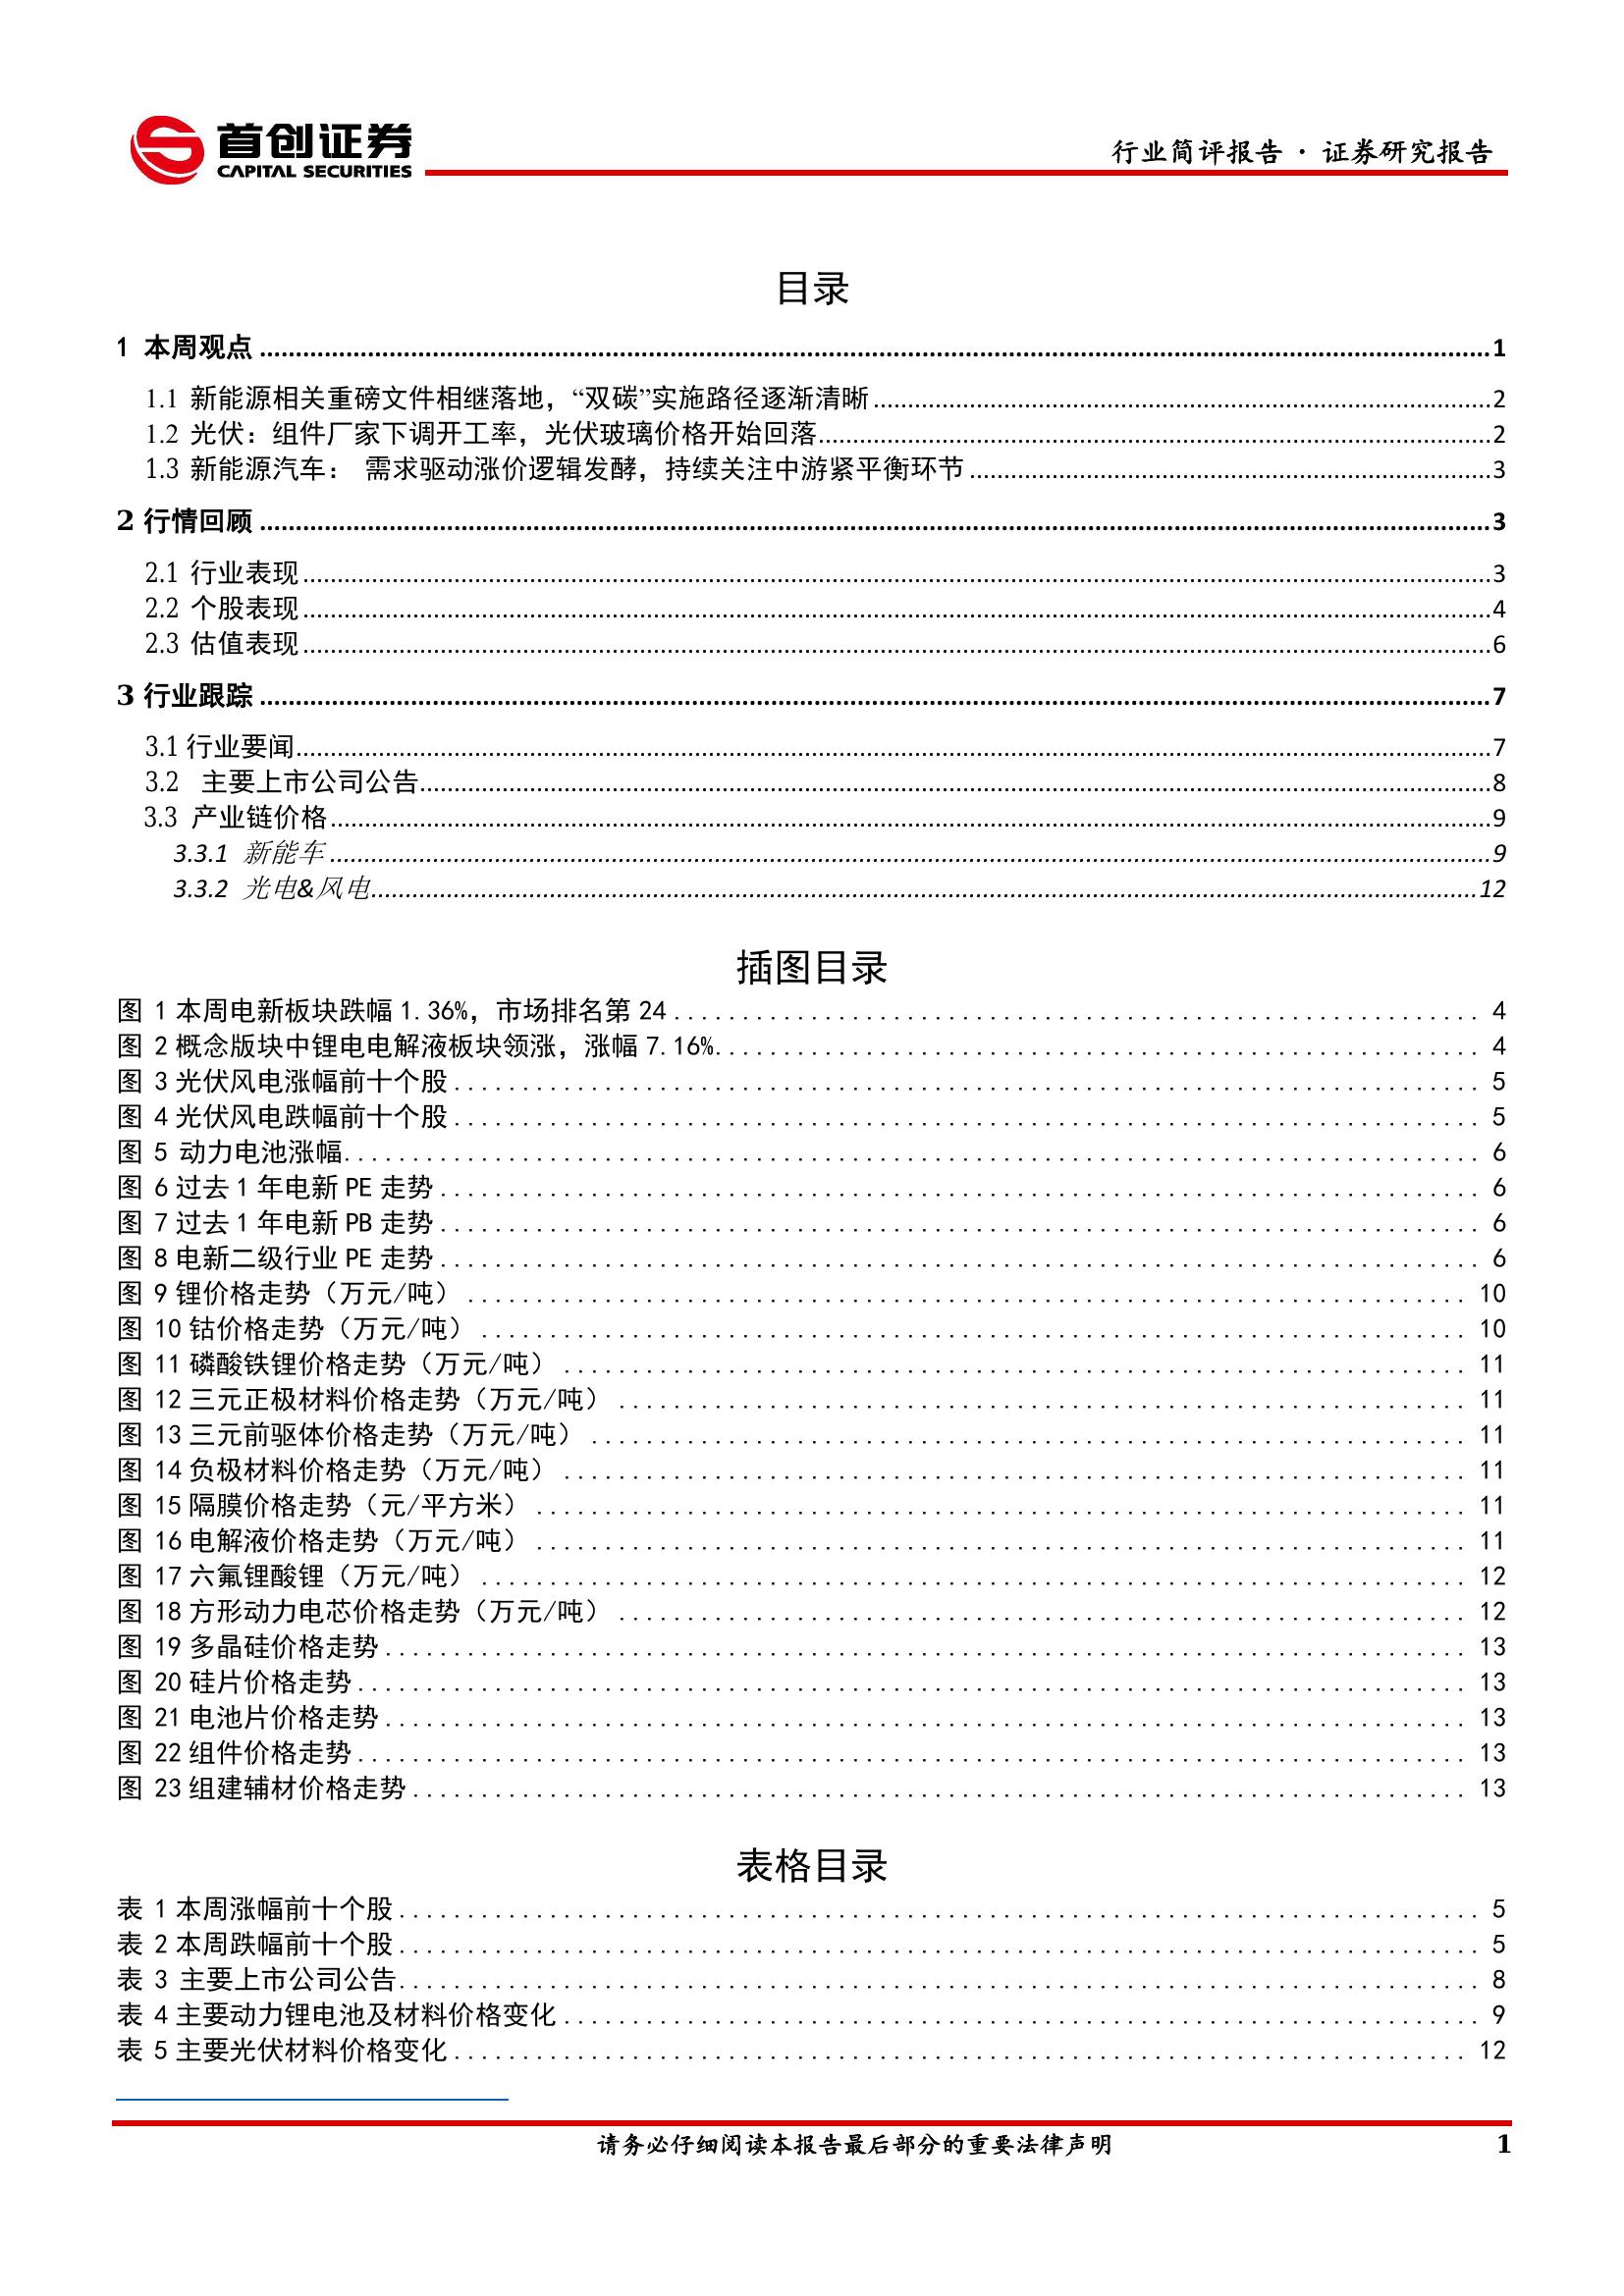 首创证券
CAPITAL SECURITIES
行业简评报告 · 证券研究报告
目录
1 本周观点 ........ 1
1.1 新能源相关重磅文件相继落地，“双碳”实施路径逐渐清晰 ........ 2
1.2 光伏：组件厂家下调开工率，光伏玻璃价格开始回落 ........ 2
1.3 新能源汽车： 需求驱动涨价逻辑发酵，持续关注中游紧平衡环节 ........ 3
2 行情回顾 ........ 3
2.1 行业表现 ........ 3
2.2 个股表现 ........ 4
2.3 估值表现 ........ 6
3 行业跟踪 ........ 7
3.1 行业要闻 ........ 7
3.2 主要上市公司公告 ........ 8
3.3 产业链价格 ........ 9
3.3.1 新能车 ........ 9
3.3.2 光电&风电 ........ 12
插图目录
图 1 本周电新板块跌幅 1.36%，市场排名第 24 ........ 4
图 2 概念版块中锂电电解液板块领涨，涨幅 7.16% ........ 4
图 3 光伏风电涨幅前十个股 ........ 5
图 4 光伏风电跌幅前十个股 ........ 5
图 5 动力电池涨幅 ........ 6
图 6 过去 1 年电新 PE 走势 ........ 6
图 7 过去 1 年电新 PB 走势 ........ 6
图 8 电新二级行业 PE 走势 ........ 6
图 9 锂价格走势（万元/吨） ........ 10
图 10 钴价格走势（万元/吨） ........ 10
图 11 磷酸铁锂价格走势（万元/吨） ........ 11
图 12 三元正极材料价格走势（万元/吨） ........ 11
图 13 三元前驱体价格走势（万元/吨） ........ 11
图 14 负极材料价格走势（万元/吨） ........ 11
图 15 隔膜价格走势（元/平方米） ........ 11
图 16 电解液价格走势（万元/吨） ........ 11
图 17 六氟锂酸锂（万元/吨） ........ 12
图 18 方形动力电芯价格走势（万元/吨） ........ 12
图 19 多晶硅价格走势 ........ 13
图 20 硅片价格走势 ........ 13
图 21 电池片价格走势 ........ 13
图 22 组件价格走势 ........ 13
图 23 组建辅材价格走势 ........ 13
表格目录
表 1 本周涨幅前十个股 ........ 5
表 2 本周跌幅前十个股 ........ 5
表 3 主要上市公司公告 ........ 8
表 4 主要动力锂电池及材料价格变化 ........ 9
表 5 主要光伏材料价格变化 ........ 12
请务必仔细阅读本报告最后部分的重要法律声明 1